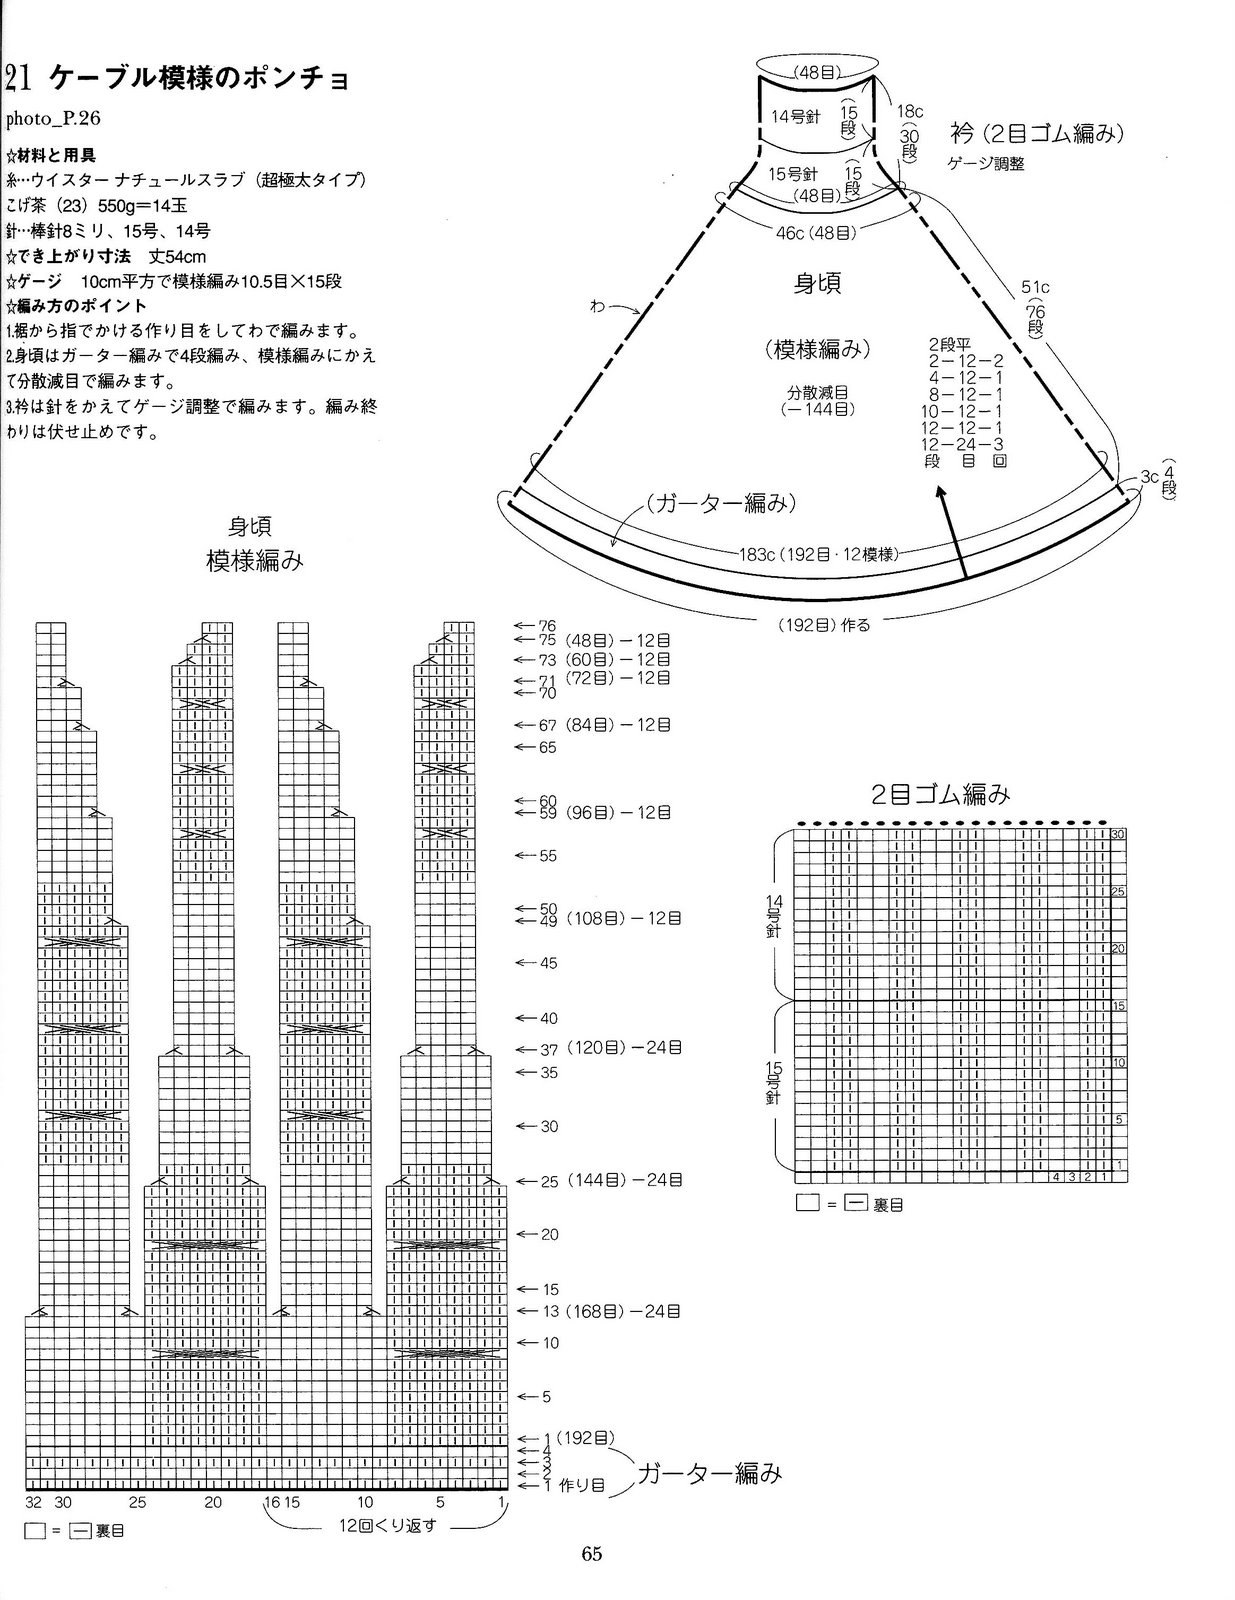 21 ケーブル模様のポンチョ
photo_P.26
☆材料と用具
糸…ウイスター ナチュールスラブ（超極太タイプ）
こげ茶（23）550g＝14玉
針…棒針8ミリ、15号、14号
☆でき上がり寸法　丈54cm
☆ゲージ　10cm平方で模様編み10.5目×15段
☆編み方のポイント
1.裾から指でかける作り目をしてわで編みます。
2.身頃はガーター編みで4段編み、模様編みにかえ
て分散減目で編みます。
3.衿は針をかえてゲージ調整で編みます。編み終
わりは伏せ止めです。
（48目）
14号針
（15段）
18c
（30段）
衿（2目ゴム編み）
ゲージ調整
15号針
（15段）
（48目）
46c（48目）
身頃
わ
51c
（76段）
（模様編み）
分散減目
（－144目）
2段平
2－12－2
4－12－1
8－12－1
10－12－1
12－12－1
12－24－3
段　目　回
3c（4段）
（ガーター編み）
183c（192目・12模様）
（192目）作る
身頃
模様編み
←76
←75（48目）－12目
←73（60目）－12目
←71（72目）－12目
←70
←67（84目）－12目
←65
←60
←59（96目）－12目
←55
←50
←49（108目）－12目
←45
←40
←37（120目）－24目
←35
←30
←25（144目）－24目
←20
←15
←13（168目）－24目
←10
←5
←1（192目）
←4
←3
←2
←1 作り目
ガーター編み
32 30 25 20 16 15 10 5 1
12回くり返す
□＝⊟裏目
2目ゴム編み
14号針
15号針
30
25
20
15
10
5
1
4 3 2 1
□＝⊟裏目
65